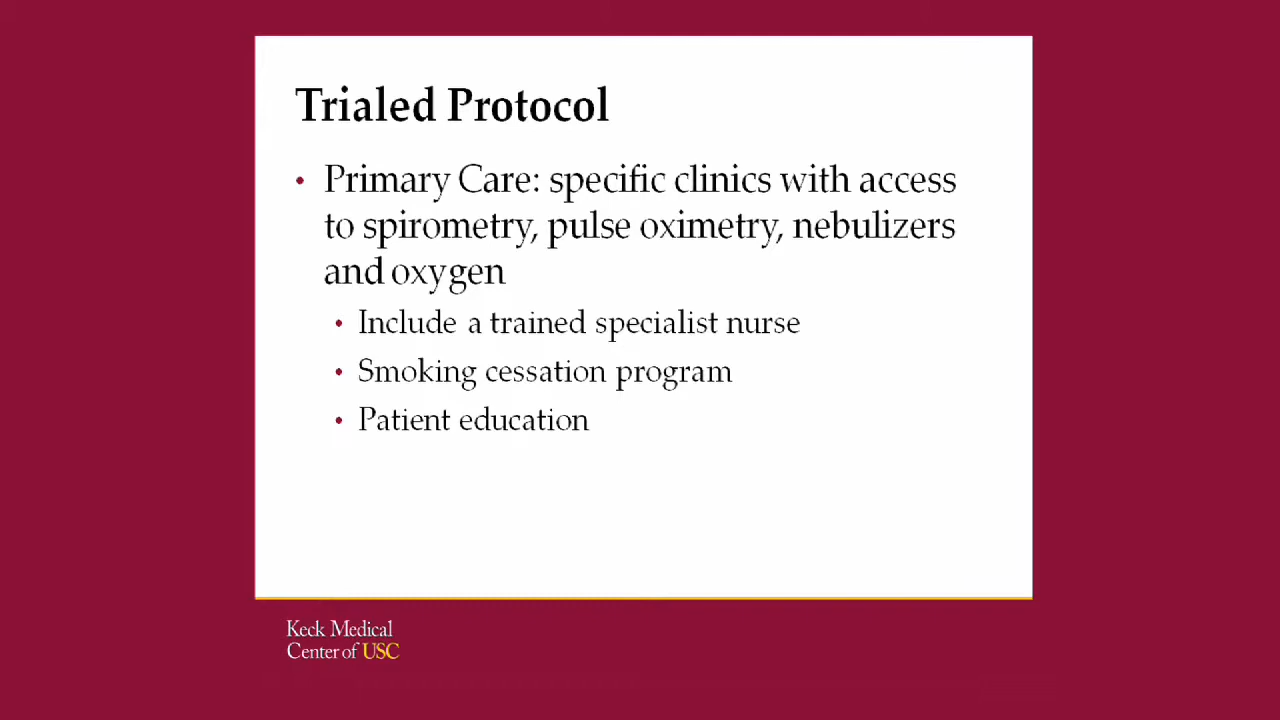 Trialed Protocol
• Primary Care: specific clinics with access
to spirometry, pulse oximetry, nebulizers
and oxygen
• Include a trained specialist nurse
• Smoking cessation program
• Patient education
Keck Medical
Center of USC